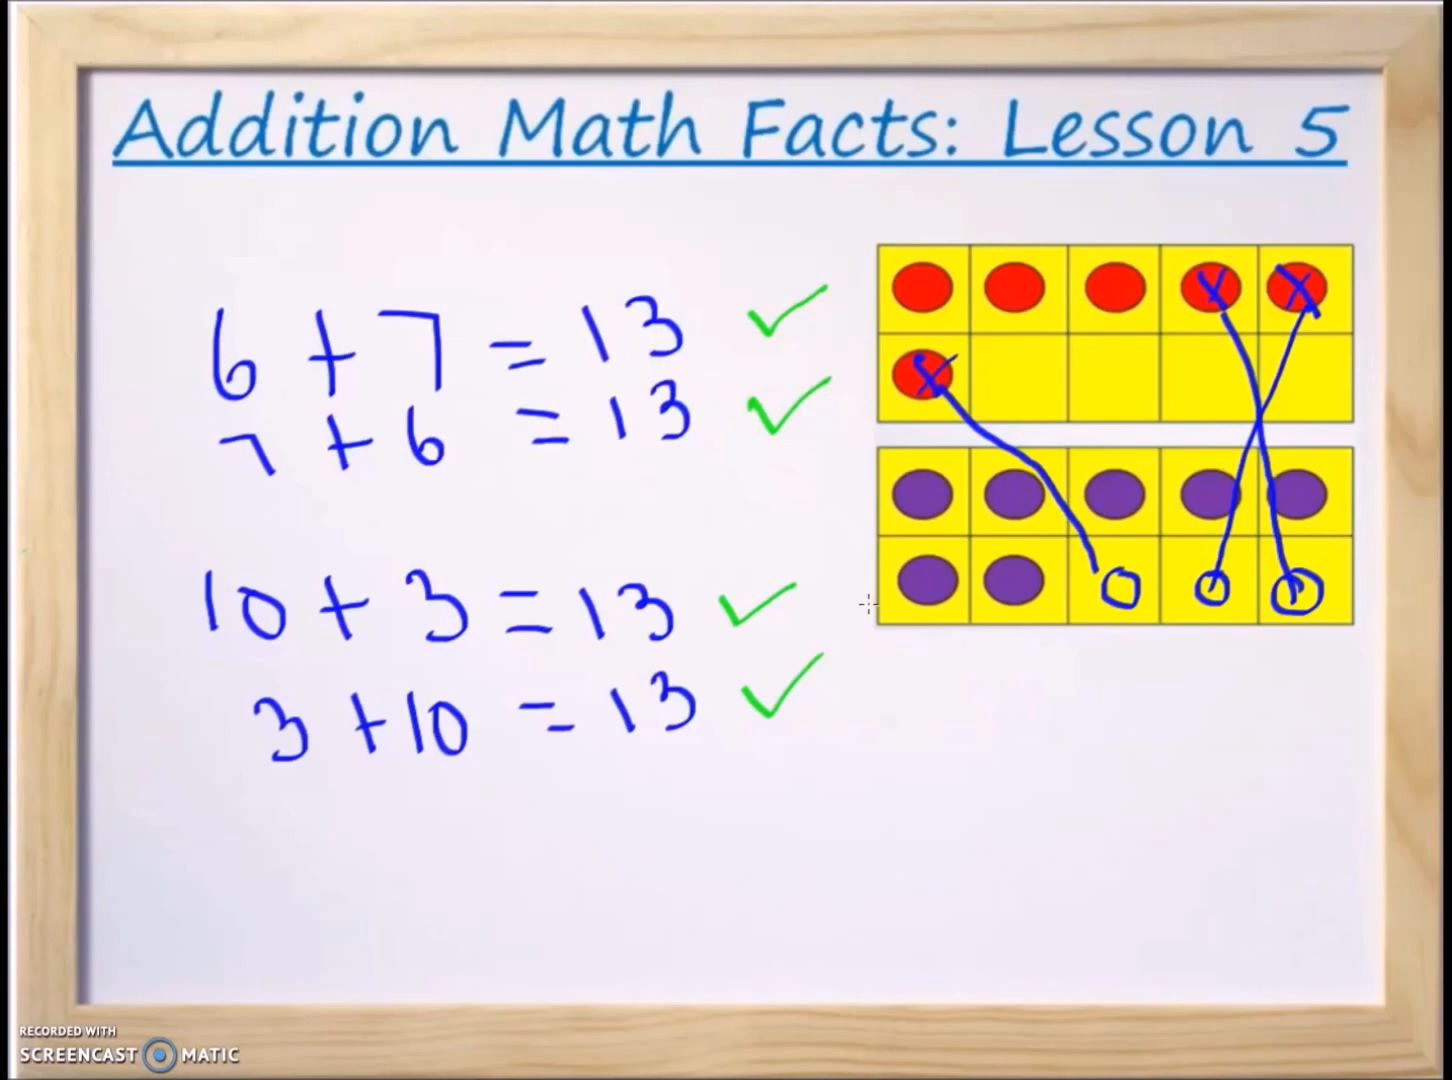 Addition Math Facts: Lesson 5
6 + 7 = 13
7 + 6 = 13
10 + 3 = 13
3 + 10 = 13
RECORDED WITH
SCREENCAST MATIC